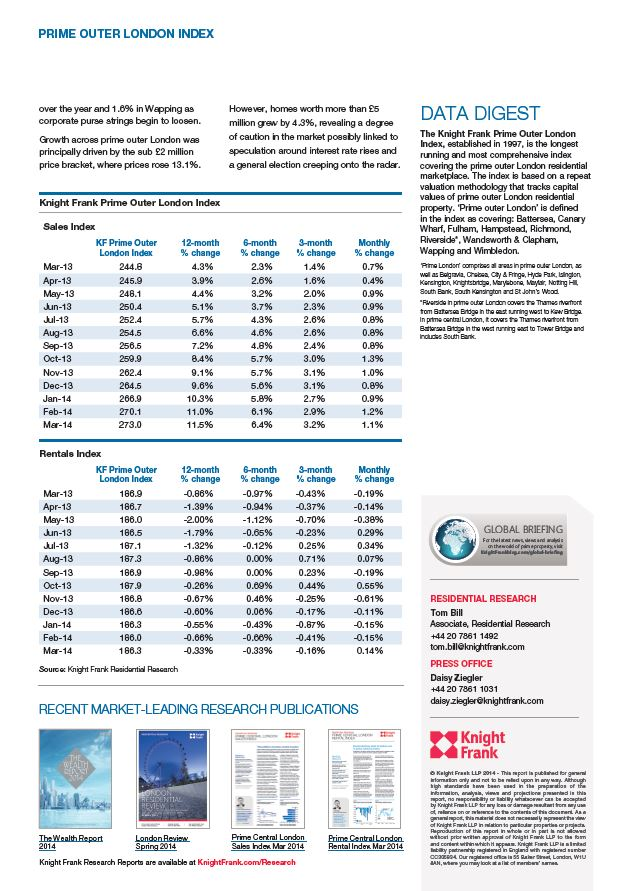 PRIME OUTER LONDON INDEX
over the year and 1.6% in Wapping as
corporate purse strings begin to loosen.
Growth across prime outer London was
principally driven by the sub £2 million
price bracket, where prices rose 13.1%.
However, homes worth more than £5
million grew by 4.3%, revealing a degree
of caution in the market possibly linked to
speculation around interest rate rises and
a general election creeping onto the radar.
Knight Frank Prime Outer London Index
Sales Index
KF Prime Outer 12-month 6-month 3-month Monthly
London Index % change % change % change % change
Mar-13 244.8 4.3% 2.3% 1.4% 0.7%
Apr-13 245.9 3.9% 2.6% 1.6% 0.4%
May-13 248.1 4.4% 3.2% 2.0% 0.9%
Jun-13 250.4 5.1% 3.7% 2.3% 0.9%
Jul-13 252.4 5.7% 4.3% 2.6% 0.8%
Aug-13 254.5 6.6% 4.6% 2.6% 0.8%
Sep-13 256.5 7.2% 4.8% 2.4% 0.8%
Oct-13 259.9 8.4% 5.7% 3.0% 1.3%
Nov-13 262.4 9.1% 5.7% 3.1% 1.0%
Dec-13 264.5 9.6% 5.6% 3.1% 0.8%
Jan-14 266.9 10.3% 5.8% 2.7% 0.9%
Feb-14 270.1 11.0% 6.1% 2.9% 1.2%
Mar-14 273.0 11.5% 6.4% 3.2% 1.1%
Rentals Index
KF Prime Outer 12-month 6-month 3-month Monthly
London Index % change % change % change % change
Mar-13 186.9 -0.86% -0.97% -0.43% -0.19%
Apr-13 186.7 -1.39% -0.94% -0.37% -0.14%
May-13 186.0 -2.00% -1.12% -0.70% -0.38%
Jun-13 186.5 -1.79% -0.65% -0.23% 0.29%
Jul-13 187.1 -1.32% -0.12% 0.25% 0.34%
Aug-13 187.3 -0.86% 0.00% 0.71% 0.07%
Sep-13 186.9 -0.98% 0.00% 0.23% -0.19%
Oct-13 187.9 -0.26% 0.69% 0.44% 0.55%
Nov-13 186.8 -0.67% 0.46% -0.25% -0.61%
Dec-13 186.6 -0.60% 0.06% -0.17% -0.11%
Jan-14 186.3 -0.55% -0.43% -0.87% -0.15%
Feb-14 186.0 -0.66% -0.66% -0.41% -0.15%
Mar-14 186.3 -0.33% -0.33% -0.16% 0.14%
Source: Knight Frank Residential Research
RECENT MARKET-LEADING RESEARCH PUBLICATIONS
THE
WEALTH
REPORT
2014
LONDON
RESIDENTIAL
REVIEW
Knight
Frank
The Wealth Report
2014
London Review
Spring 2014
Prime Central London
Sales Index Mar 2014
Prime Central London
Rental Index Mar 2014
Knight Frank Research Reports are available at KnightFrank.com/Research
DATA DIGEST
The Knight Frank Prime Outer London
Index, established in 1997, is the longest
running and most comprehensive index
covering the prime outer London residential
marketplace. The index is based on a repeat
valuation methodology that tracks capital
values of prime outer London residential
property. ‘Prime outer London’ is defined
in the index as covering: Battersea, Canary
Wharf, Fulham, Hampstead, Richmond,
Riverside*, Wandsworth & Clapham,
Wapping and Wimbledon.
‘Prime London’ comprises all areas in prime outer London, as
well as Belgravia, Chelsea, City & Fringe, Hyde Park, Islington,
Kensington, Knightsbridge, Marylebone, Mayfair, Notting Hill,
South Bank, South Kensington and St John’s Wood.
*Riverside in prime outer London covers the Thames riverfront
from Battersea Bridge in the east running west to Kew Bridge.
In prime central London, it covers the Thames riverfront from
Battersea Bridge in the west running east to Tower Bridge and
includes South Bank.
GLOBAL BRIEFING
For the latest news, views and analysis
on the world of prime property, visit
KnightFrankblog.com/global-briefing
RESIDENTIAL RESEARCH
Tom Bill
Associate, Residential Research
+44 20 7861 1492
tom.bill@knightfrank.com
PRESS OFFICE
Daisy Ziegler
+44 20 7861 1031
daisy.ziegler@knightfrank.com
Knight
Frank
© Knight Frank LLP 2014 - This report is published for general
information only and not to be relied upon in any way. Although
high standards have been used in the preparation of the
information, analysis, views and projections presented in this
report, no responsibility or liability whatsoever can be accepted
by Knight Frank LLP for any loss or damage resultant from any use
of, reliance on or reference to the contents of this document. As a
general report, this material does not necessarily represent the view
of Knight Frank LLP in relation to particular properties or projects.
Reproduction of this report in whole or in part is not allowed
without prior written approval of Knight Frank LLP to the form
and content within which it appears. Knight Frank LLP is a limited
liability partnership registered in England with registered number
OC305934. Our registered office is 55 Baker Street, London, W1U
8AN, where you may look at a list of members’ names.